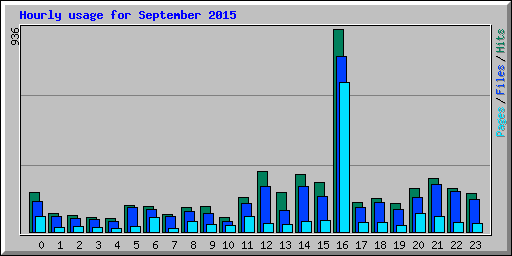 Hourly usage for September 2015
936
Pages / Files / Hits
0 1 2 3 4 5 6 7 8 9 10 11 12 13 14 15 16 17 18 19 20 21 22 23